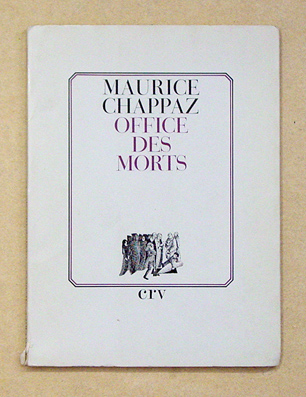 MAURICE
CHAPPAZ
OFFICE
DES
MORTS
crv